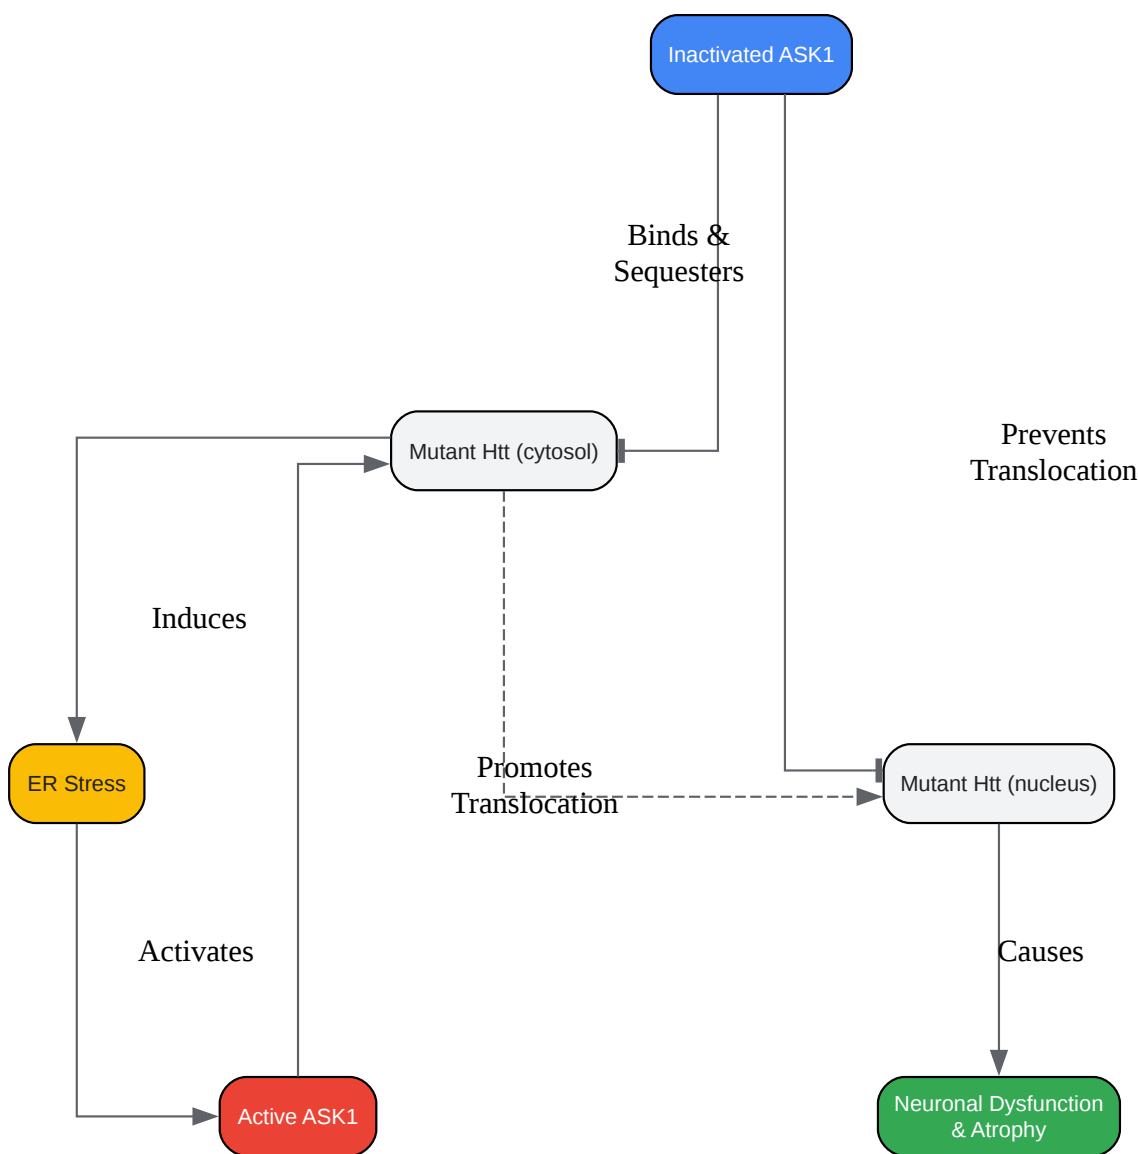 Inactivated ASK1
Binds &
Sequesters
Mutant Htt (cytosol)
Prevents
Translocation
Induces
ER Stress
Promotes
Translocation
Mutant Htt (nucleus)
Activates
Causes
Active ASK1
Neuronal Dysfunction
& Atrophy